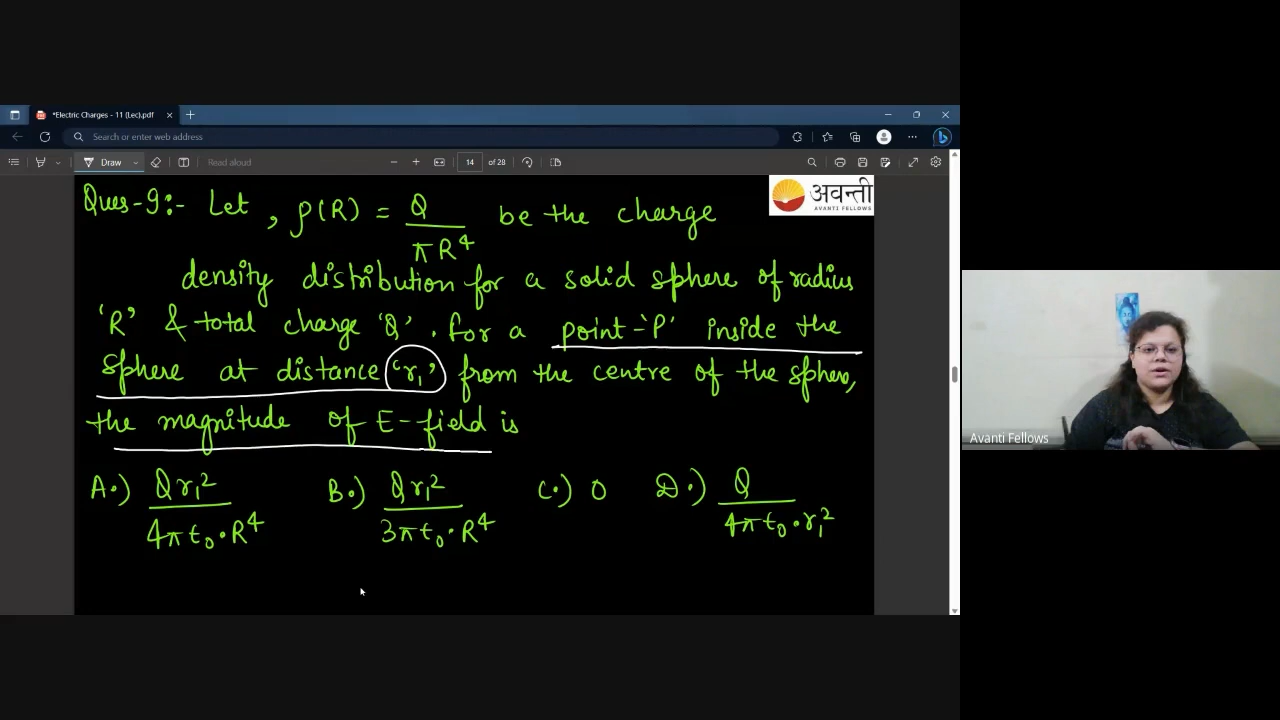 *Electric Charges - 11 (Lec).pdf
Search or enter web address
Draw
Read aloud
14 of 28
Ques-9:- Let , ρ(R) = Q / πR⁴ be the charge
density distribution for a solid sphere of radius
'R' & total charge 'Q'. For a point-'P' inside the
sphere at distance 'r₁' from the centre of the sphere,
the magnitude of E-field is
A.) Qr₁² / 4πϵ₀.R⁴ B.) Qr₁² / 3πϵ₀.R⁴ C.) 0 D.) Q / 4πϵ₀.r₁²
अवन्ती
AVANTI FELLOWS
Avanti Fellows